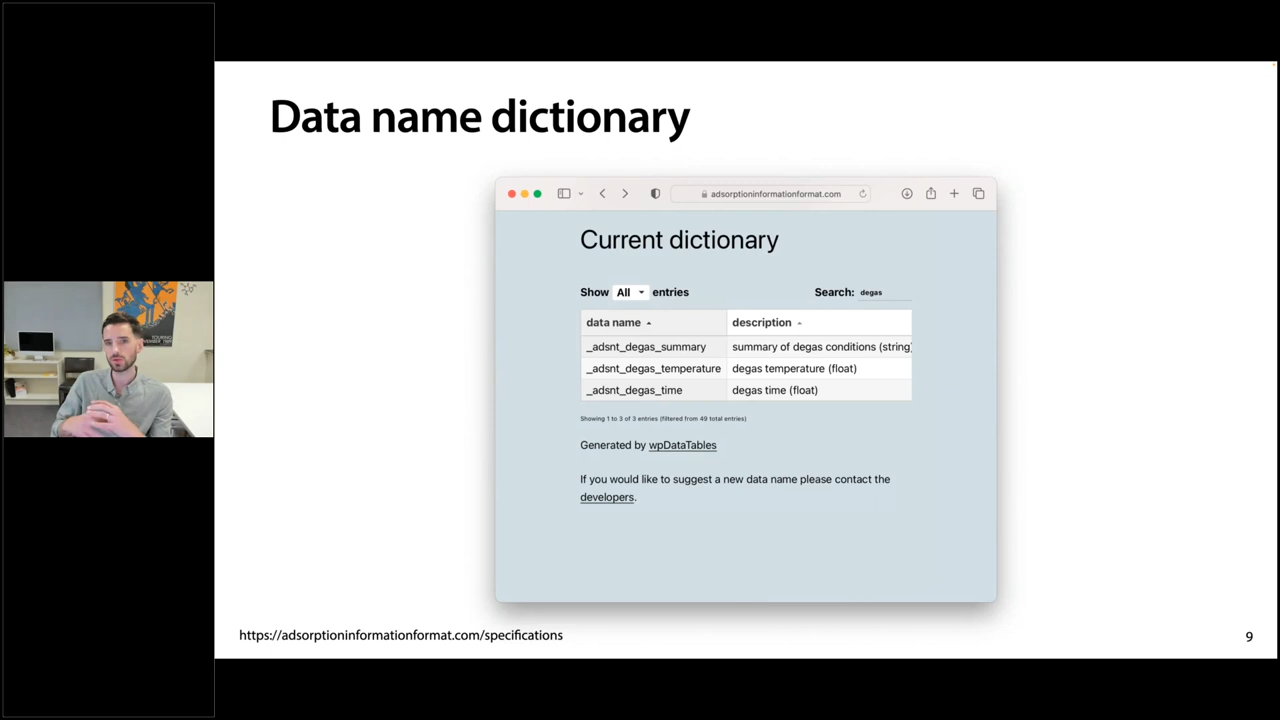 Data name dictionary
adsorptioninformationformat.com
Current dictionary
Show All entries
Search: degas
data name description
_adsnt_degas_summary summary of degas conditions (string)
_adsnt_degas_temperature degas temperature (float)
_adsnt_degas_time degas time (float)
Showing 1 to 3 of 3 entries (filtered from 49 total entries)
Generated by wpDataTables
If you would like to suggest a new data name please contact the
developers.
https://adsorptioninformationformat.com/specifications
9
TOURING